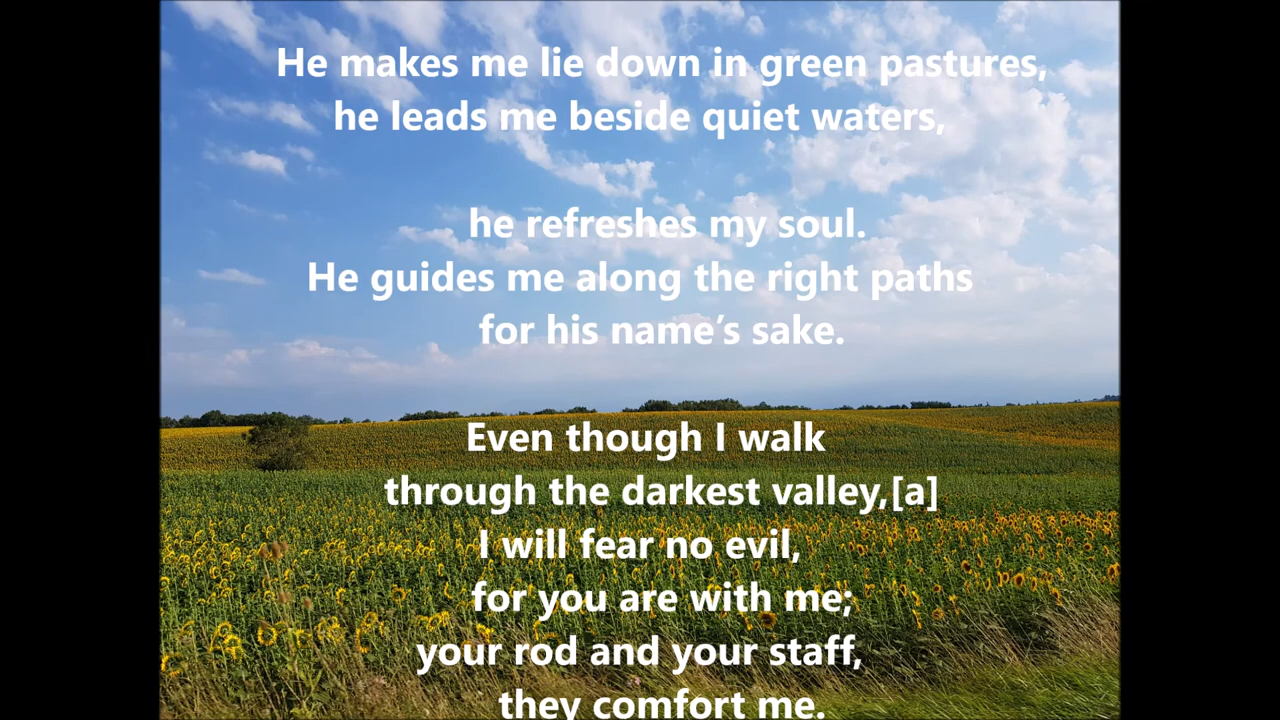 He makes me lie down in green pastures,
he leads me beside quiet waters,
he refreshes my soul.
He guides me along the right paths
for his name’s sake.
Even though I walk
through the darkest valley,[a]
I will fear no evil,
for you are with me;
your rod and your staff,
they comfort me.